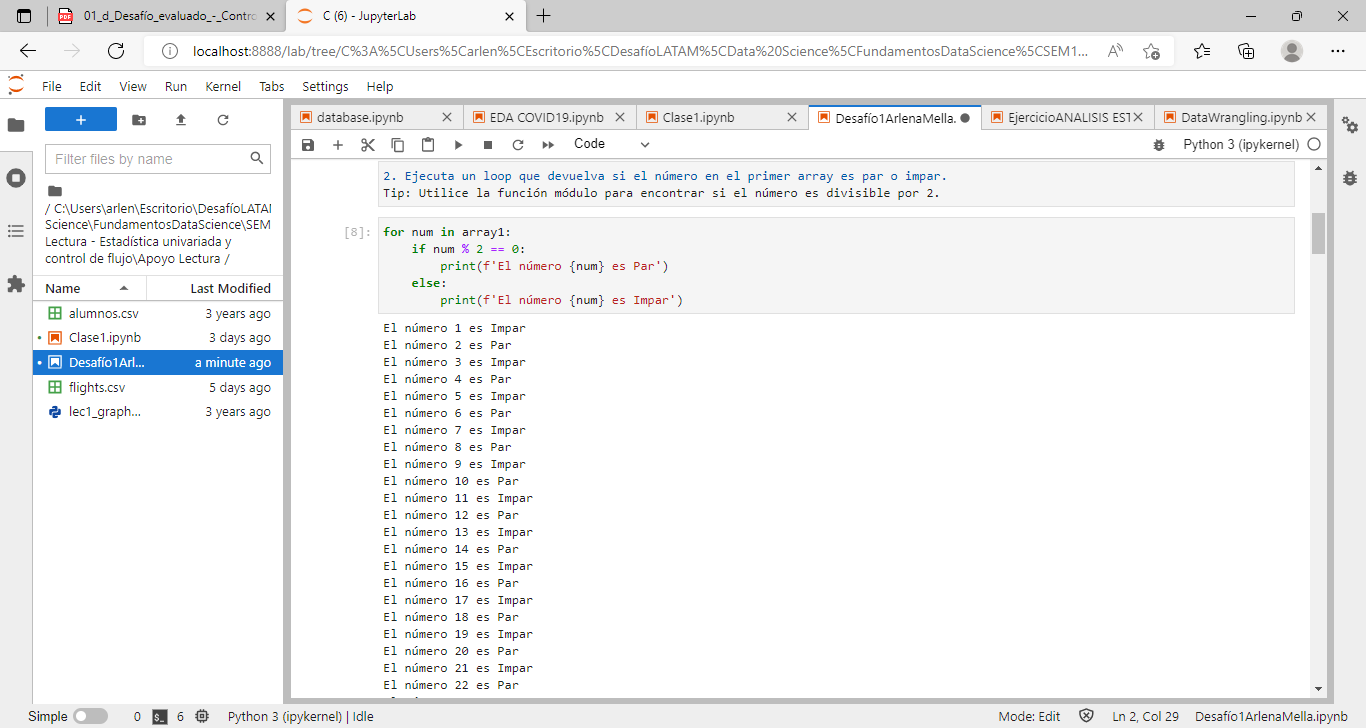 01_d_Desafío_evaluado_-_Contro
C (6) - JupyterLab
localhost:8888/lab/tree/C%3A%5CUsers%5Carlen%5CEscritorio%5CDesafíoLATAM%5CData%20Science%5CFundamentosDataScience%5CSEM1...
File Edit View Run Kernel Tabs Settings Help
Filter files by name
/ C:\Users\arlen\Escritorio\DesafíoLATAM
Science\FundamentosDataScience\SEM
Lectura - Estadística univariada y
control de flujo\Apoyo Lectura /
Name Last Modified
alumnos.csv 3 years ago
Clase1.ipynb 3 days ago
Desafío1Arl... a minute ago
flights.csv 5 days ago
lec1_graph... 3 years ago
database.ipynb EDA COVID19.ipynb Clase1.ipynb Desafío1ArlenaMella. EjercicioANALISIS EST DataWrangling.ipynb
Code Python 3 (ipykernel)
2. Ejecuta un loop que devuelva si el número en el primer array es par o impar.
Tip: Utilice la función módulo para encontrar si el número es divisible por 2.
[8]: for num in array1:
if num % 2 == 0:
print(f'El número {num} es Par')
else:
print(f'El número {num} es Impar')
El número 1 es Impar
El número 2 es Par
El número 3 es Impar
El número 4 es Par
El número 5 es Impar
El número 6 es Par
El número 7 es Impar
El número 8 es Par
El número 9 es Impar
El número 10 es Par
El número 11 es Impar
El número 12 es Par
El número 13 es Impar
El número 14 es Par
El número 15 es Impar
El número 16 es Par
El número 17 es Impar
El número 18 es Par
El número 19 es Impar
El número 20 es Par
El número 21 es Impar
El número 22 es Par
Simple 0 6 Python 3 (ipykernel) | Idle Mode: Edit Ln 2, Col 29 Desafío1ArlenaMella.ipynb